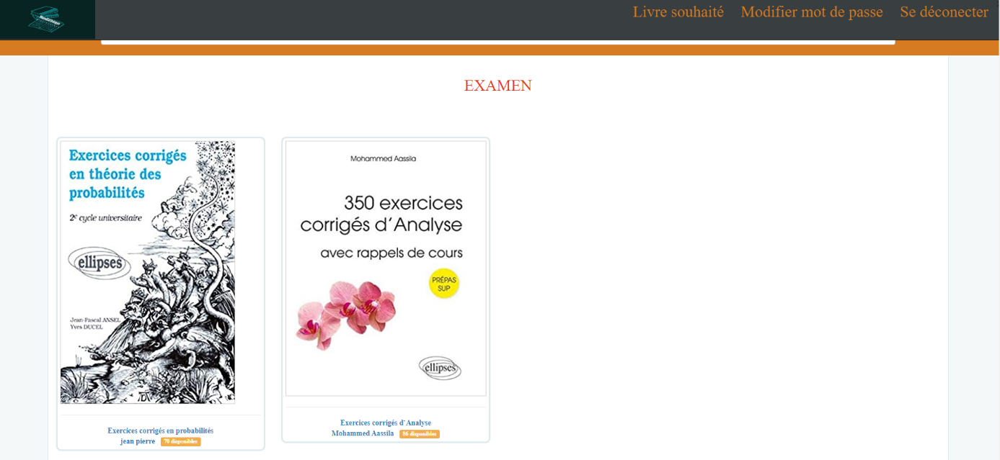 Livre souhaité Modifier mot de passe Se déconecter
EXAMEN
Exercices corrigés
en théorie des
probabilités
2e cycle universitaire
ellipses
Jean-Pascal ANSEL
Yves DUCEL
Exercices corrigés en probabilités
jean pierre 70 disponibles
Mohammed Aassila
350 exercices
corrigés d'Analyse
avec rappels de cours
PRÉPAS
SUP
ellipses
Exercices corrigés d'Analyse
Mohammed Aassila 86 disponibles